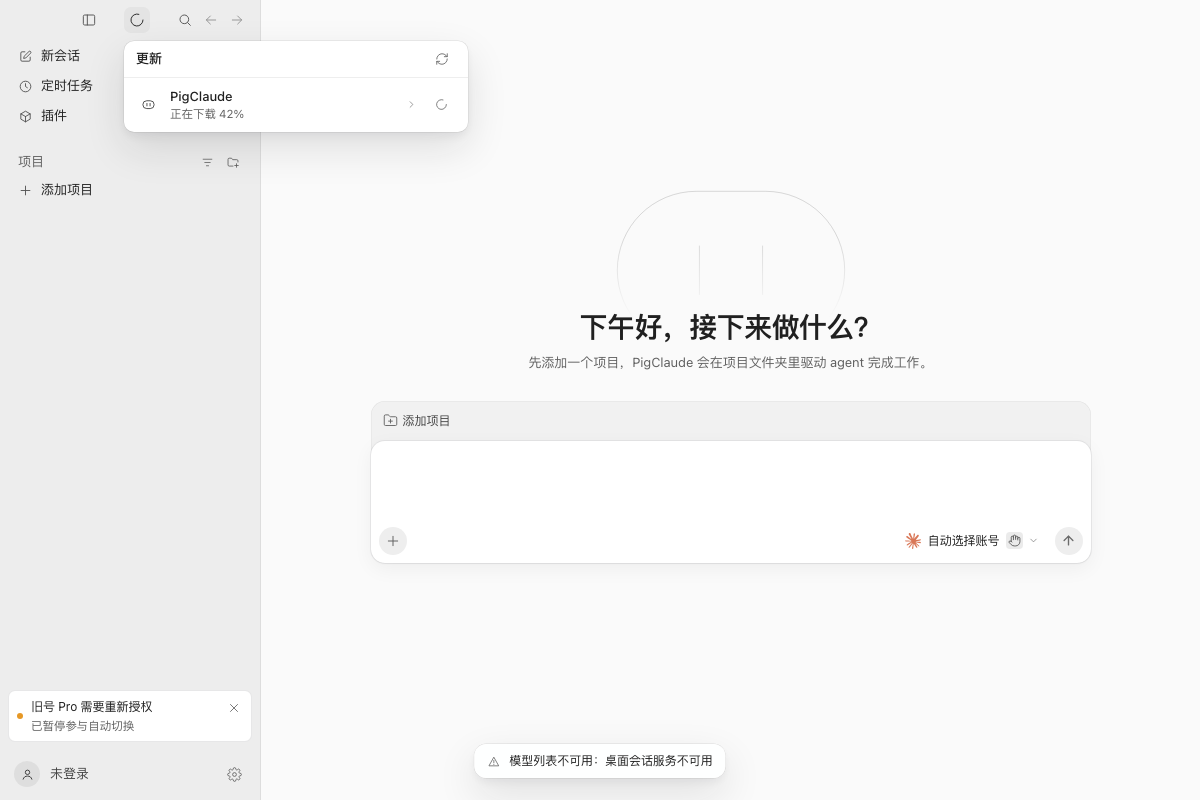 新会话
定时任务
插件
更新
PigClaude
正在下载 42%
项目
添加项目
下午好，接下来做什么?
先添加一个项目，PigClaude 会在项目文件夹里驱动 agent 完成工作。
添加项目
自动选择账号
旧号 Pro 需要重新授权
已暂停参与自动切换
未登录
模型列表不可用：桌面会话服务不可用